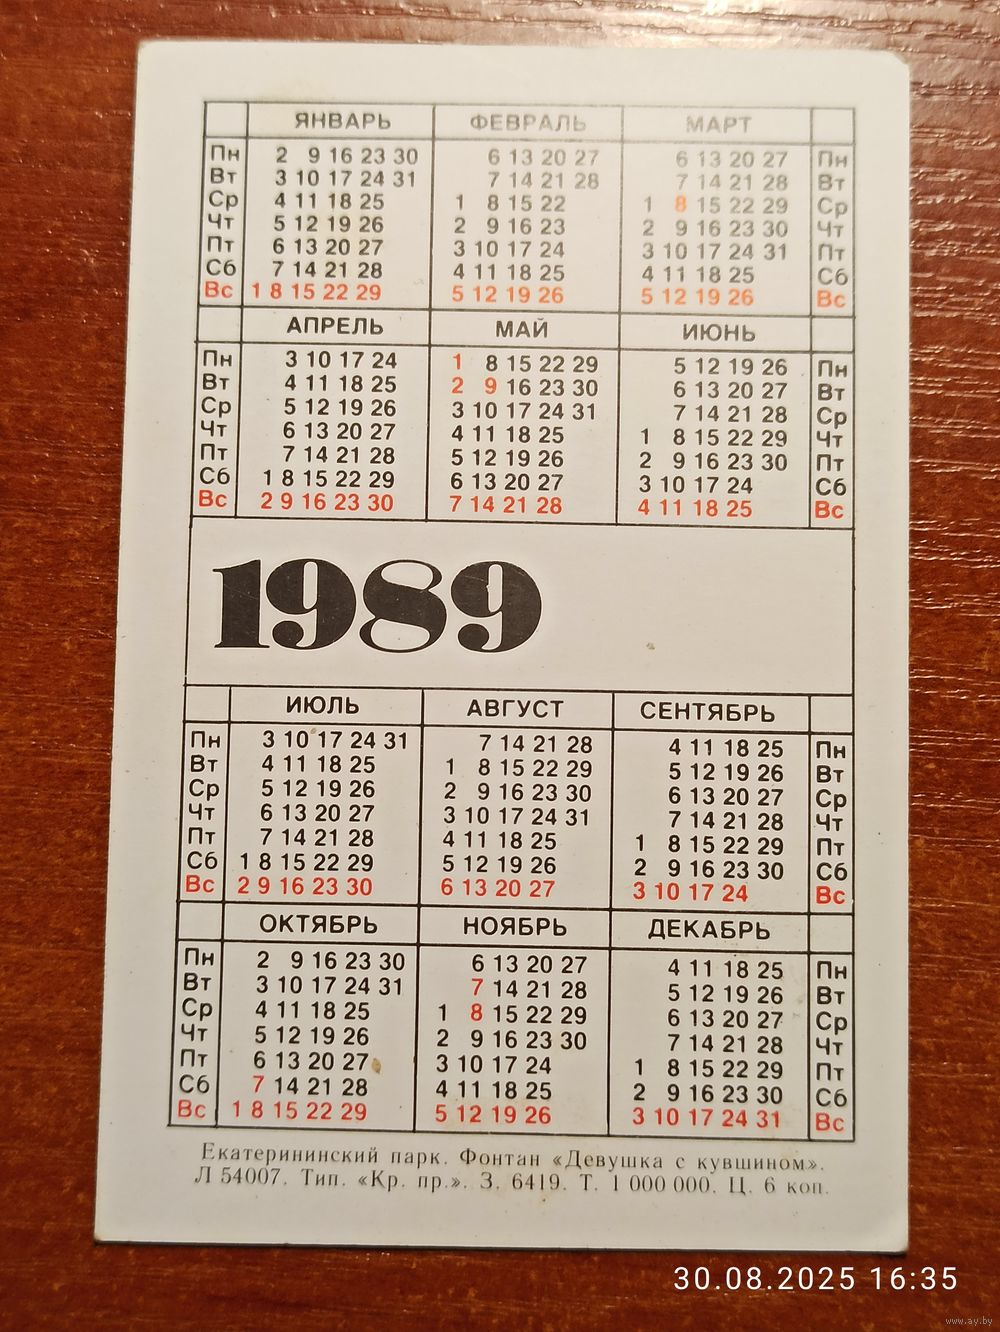 ЯНВАРЬ ФЕВРАЛЬ МАРТ
Пн 2 9 16 23 30 6 13 20 27 6 13 20 27 Пн
Вт 3 10 17 24 31 7 14 21 28 7 14 21 28 Вт
Ср 4 11 18 25 1 8 15 22 1 8 15 22 29 Ср
Чт 5 12 19 26 2 9 16 23 2 9 16 23 30 Чт
Пт 6 13 20 27 3 10 17 24 3 10 17 24 31 Пт
Сб 7 14 21 28 4 11 18 25 4 11 18 25 Сб
Вс 1 8 15 22 29 5 12 19 26 5 12 19 26 Вс
АПРЕЛЬ МАЙ ИЮНЬ
Пн 3 10 17 24 1 8 15 22 29 5 12 19 26 Пн
Вт 4 11 18 25 2 9 16 23 30 6 13 20 27 Вт
Ср 5 12 19 26 3 10 17 24 31 7 14 21 28 Ср
Чт 6 13 20 27 4 11 18 25 1 8 15 22 29 Чт
Пт 7 14 21 28 5 12 19 26 2 9 16 23 30 Пт
Сб 1 8 15 22 29 6 13 20 27 3 10 17 24 Сб
Вс 2 9 16 23 30 7 14 21 28 4 11 18 25 Вс
1989
ИЮЛЬ АВГУСТ СЕНТЯБРЬ
Пн 3 10 17 24 31 7 14 21 28 4 11 18 25 Пн
Вт 4 11 18 25 1 8 15 22 29 5 12 19 26 Вт
Ср 5 12 19 26 2 9 16 23 30 6 13 20 27 Ср
Чт 6 13 20 27 3 10 17 24 31 7 14 21 28 Чт
Пт 7 14 21 28 4 11 18 25 1 8 15 22 29 Пт
Сб 1 8 15 22 29 5 12 19 26 2 9 16 23 30 Сб
Вс 2 9 16 23 30 6 13 20 27 3 10 17 24 Вс
ОКТЯБРЬ НОЯБРЬ ДЕКАБРЬ
Пн 2 9 16 23 30 6 13 20 27 4 11 18 25 Пн
Вт 3 10 17 24 31 7 14 21 28 5 12 19 26 Вт
Ср 4 11 18 25 1 8 15 22 29 6 13 20 27 Ср
Чт 5 12 19 26 2 9 16 23 30 7 14 21 28 Чт
Пт 6 13 20 27 3 10 17 24 1 8 15 22 29 Пт
Сб 7 14 21 28 4 11 18 25 2 9 16 23 30 Сб
Вс 1 8 15 22 29 5 12 19 26 3 10 17 24 31 Вс
Екатерининский парк. Фонтан «Девушка с кувшином».
Л 54007. Тип. «Кр. пр.». З. 6419. Т. 1 000 000. Ц. 6 коп.
30.08.2025 16:35
www.ay.by